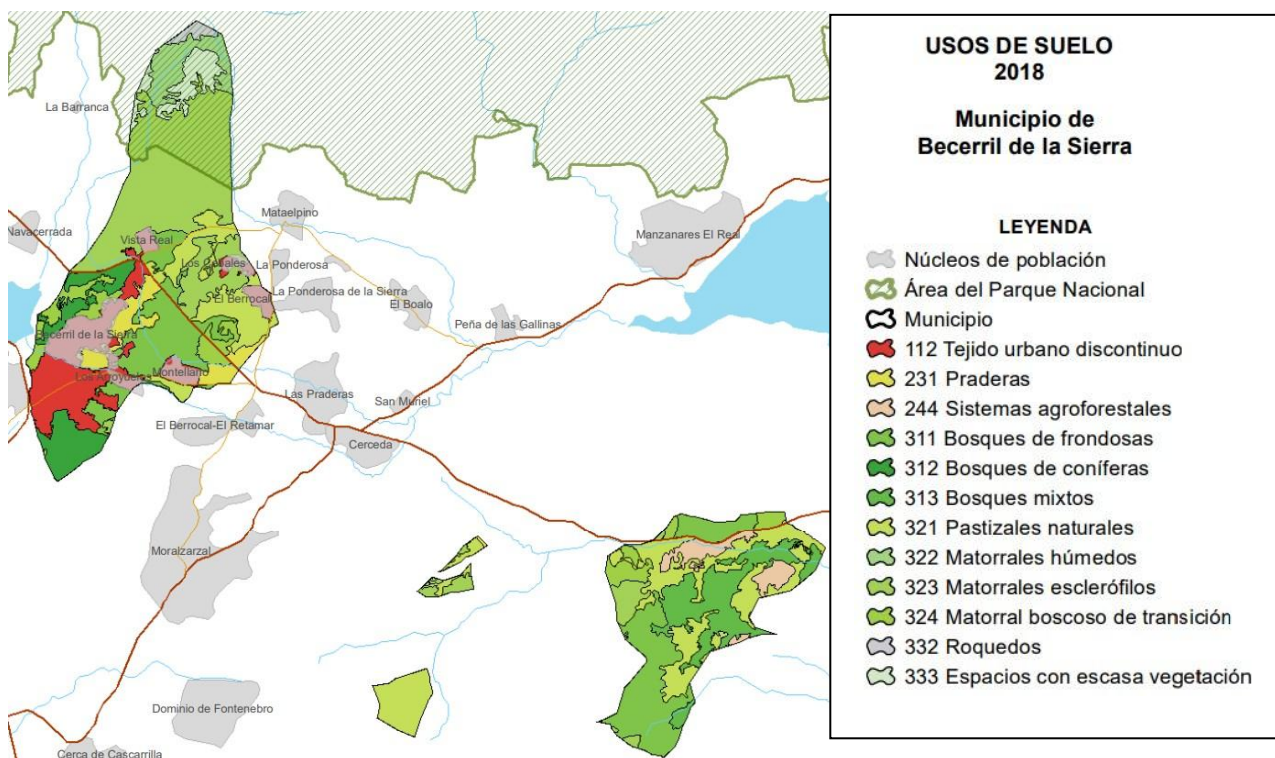 La Barranca
Navacerrada
Mataelpino
Manzanares El Real
Vista Real
Los Cerrales
La Ponderosa
El Berrocal
La Ponderosa de la Sierra
El Boalo
Peña de las Gallinas
Becerril de la Sierra
Los Arroyuelos
Montellano
Las Praderas
San Muriel
El Berrocal-El Retamar
Cerceda
Moralzarzal
Dominio de Fontenebro
Cerca de Cascarrilla
USOS DE SUELO
2018
Municipio de
Becerril de la Sierra
LEYENDA
Núcleos de población
Área del Parque Nacional
Municipio
112 Tejido urbano discontinuo
231 Praderas
244 Sistemas agroforestales
311 Bosques de frondosas
312 Bosques de coníferas
313 Bosques mixtos
321 Pastizales naturales
322 Matorrales húmedos
323 Matorrales esclerófilos
324 Matorral boscoso de transición
332 Roquedos
333 Espacios con escasa vegetación